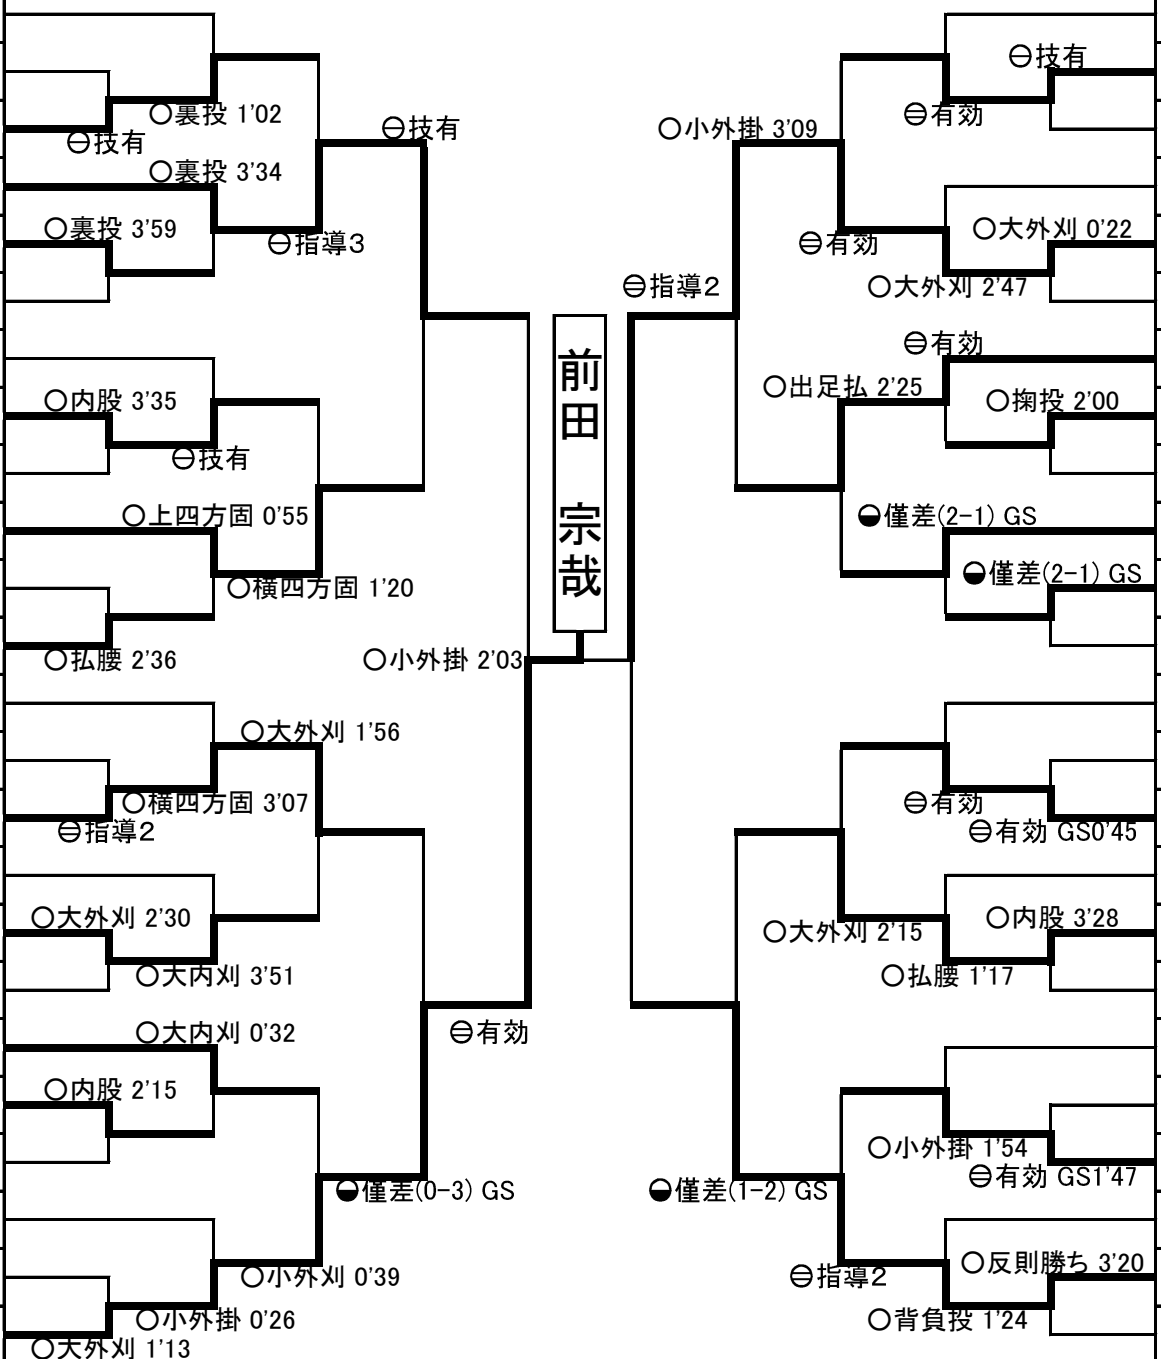 ⊖技有
○裏投 1'02
⊖技有
○裏投 3'34
○裏投 3'59
⊖指導3
⊖技有
○内股 3'35
⊖技有
○上四方固 0'55
○横四方固 1'20
○払腰 2'36
○小外掛 2'03
○大外刈 1'56
○横四方固 3'07
⊜指導2
○大外刈 2'30
○大内刈 3'51
○大内刈 0'32
○内股 2'15
⊜有効
僅差(0-3) GS
○小外刈 0'39
○小外掛 0'26
○大外刈 1'13
前田 宗哉
⊖技有
○小外掛 3'09
⊜有効
○大外刈 0'22
⊜有効
○大外刈 2'47
⊜指導2
⊜有効
○出足払 2'25
○掬投 2'00
僅差(2-1) GS
僅差(2-1) GS
⊜有効
⊜有効 GS0'45
○大外刈 2'15
○内股 3'28
○払腰 1'17
○小外掛 1'54
⊜有効 GS1'47
僅差(1-2) GS
⊜指導2
○反則勝ち 3'20
○背負投 1'24